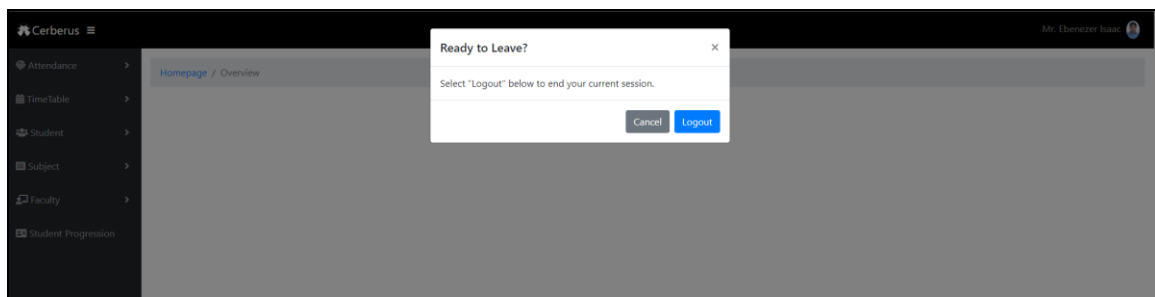 Cerberus
Mr. Ebenezer Isaac
Ready to Leave?
×
Attendance
Homepage / Overview
Select "Logout" below to end your current session.
TimeTable
Cancel Logout
Student
Subject
Faculty
Student Progression